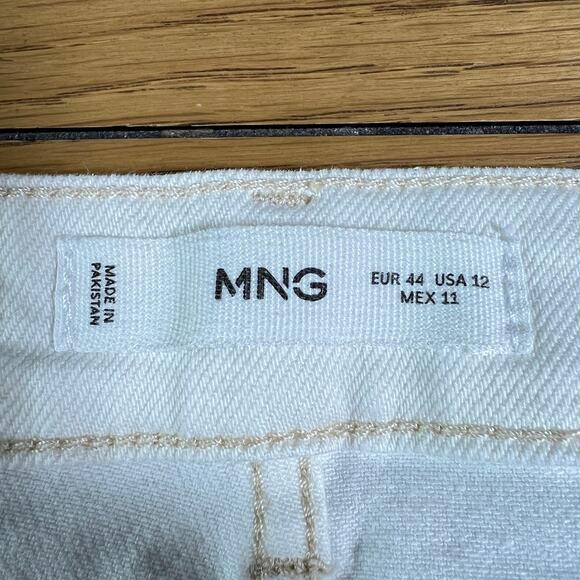 MADE IN
PAKISTAN
MNG
EUR 44 USA 12
MEX 11